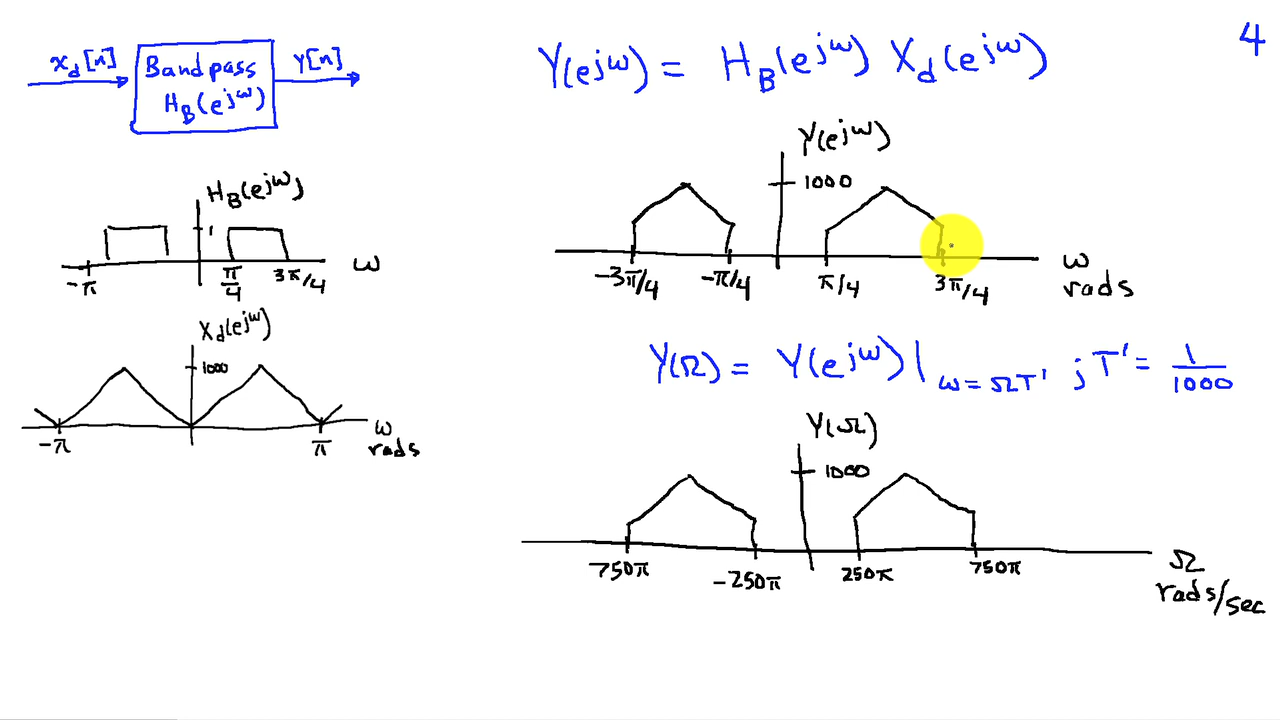 4
x_d[n] Bandpass H_B(e^jω) Y[n]
Y(e^jω) = H_B(e^jω) X_d(e^jω)
H_B(e^jω)
1
-π π/4 3π/4 ω
X_d(e^jω)
1000
-π π ω
rads
Y(e^jω)
1000
-3π/4 -π/4 π/4 3π/4 ω
rads
Y(Ω) = Y(e^jω)|_ω=ΩT' ; T' = 1/1000
Y(Ω)
1000
750π -250π 250π 750π Ω
rads/sec